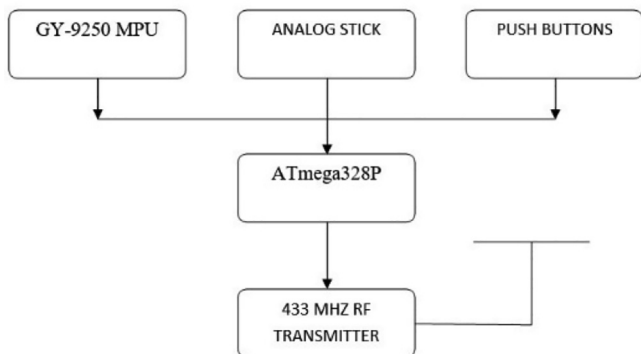 GY-9250 MPU
ANALOG STICK
PUSH BUTTONS
ATmega328P
433 MHZ RF
TRANSMITTER